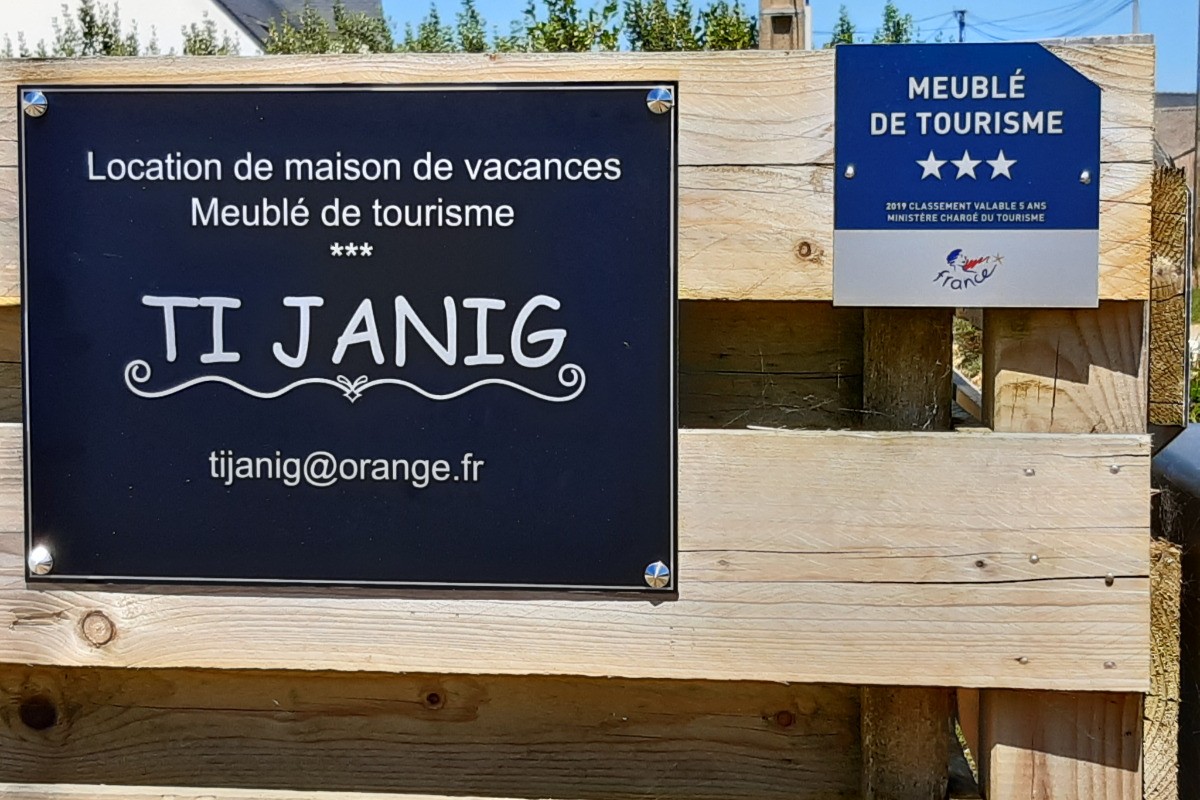 Location de maison de vacances
Meublé de tourisme
***
TI JANIG
tijanig@orange.fr
MEUBLÉ
DE TOURISME
★★★
2019 CLASSEMENT VALABLE 5 ANS
MINISTÈRE CHARGÉ DU TOURISME
france